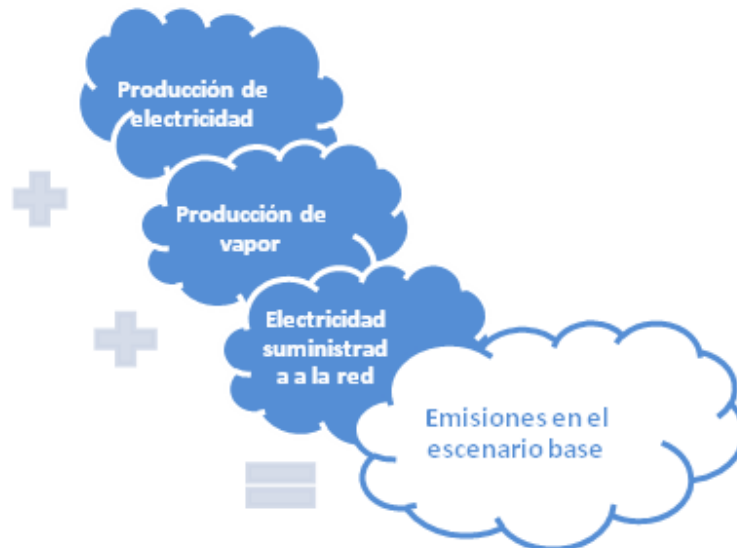 Producción de
electricidad
Producción de
vapor
Electricidad
suministrad
a a la red
Emisiones en el
escenario base